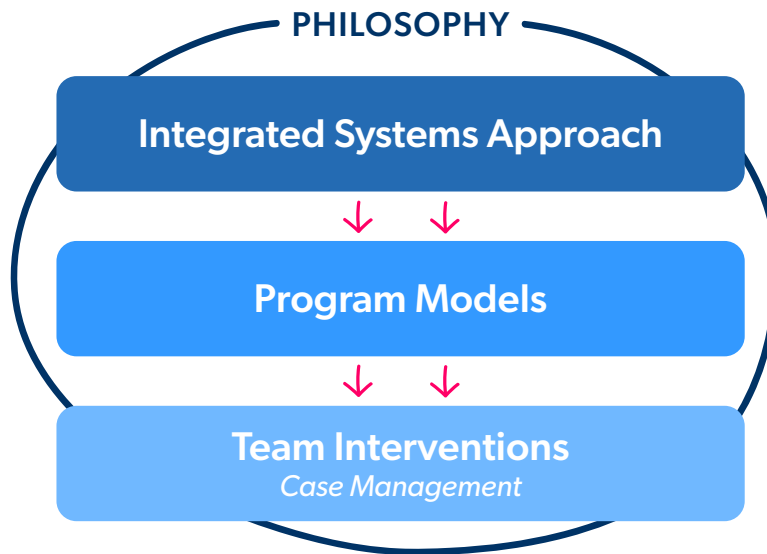 PHILOSOPHY
Integrated Systems Approach
Program Models
Team Interventions
Case Management